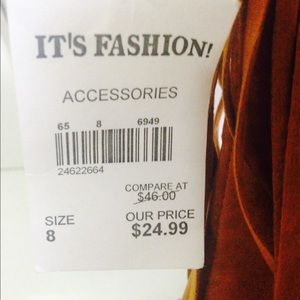 IT'S FASHION!
ACCESSORIES
65 8 6949
24622664
COMPARE AT
$46.00
SIZE OUR PRICE
8 $24.99